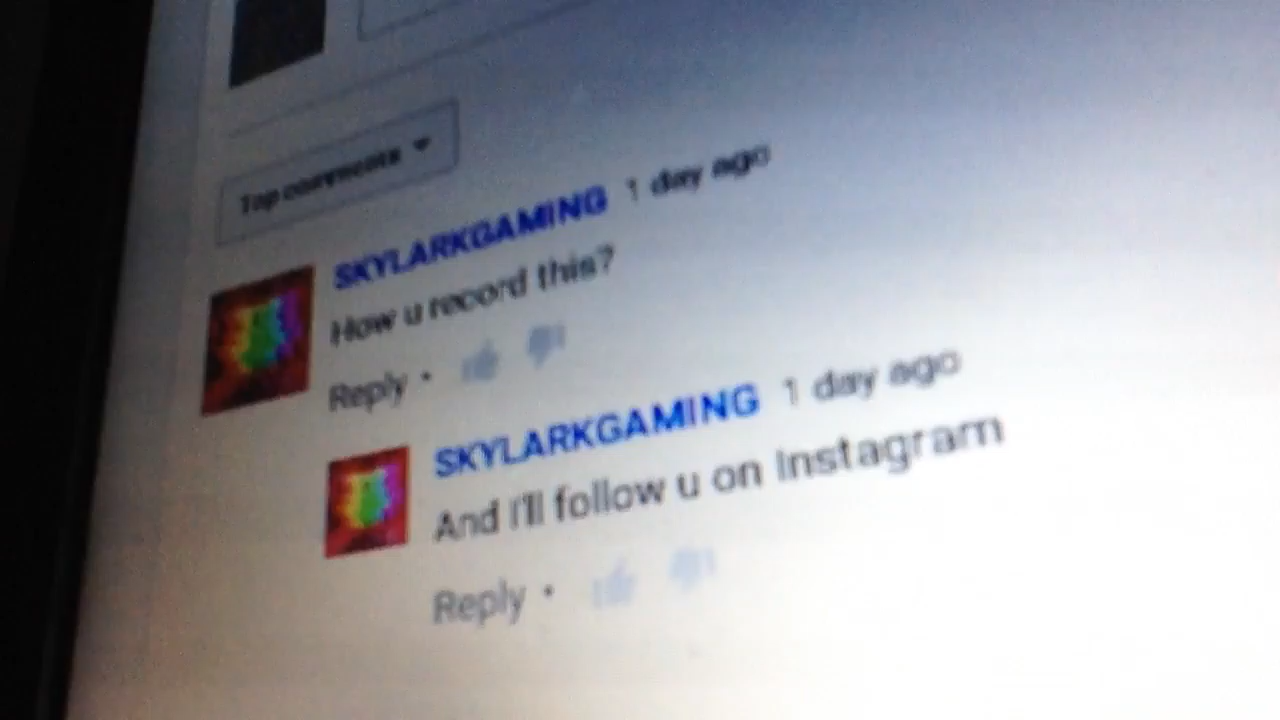 Top comments
SKYLARKGAMING 1 day ago
How u record this?
Reply •
SKYLARKGAMING 1 day ago
And I'll follow u on Instagram
Reply •